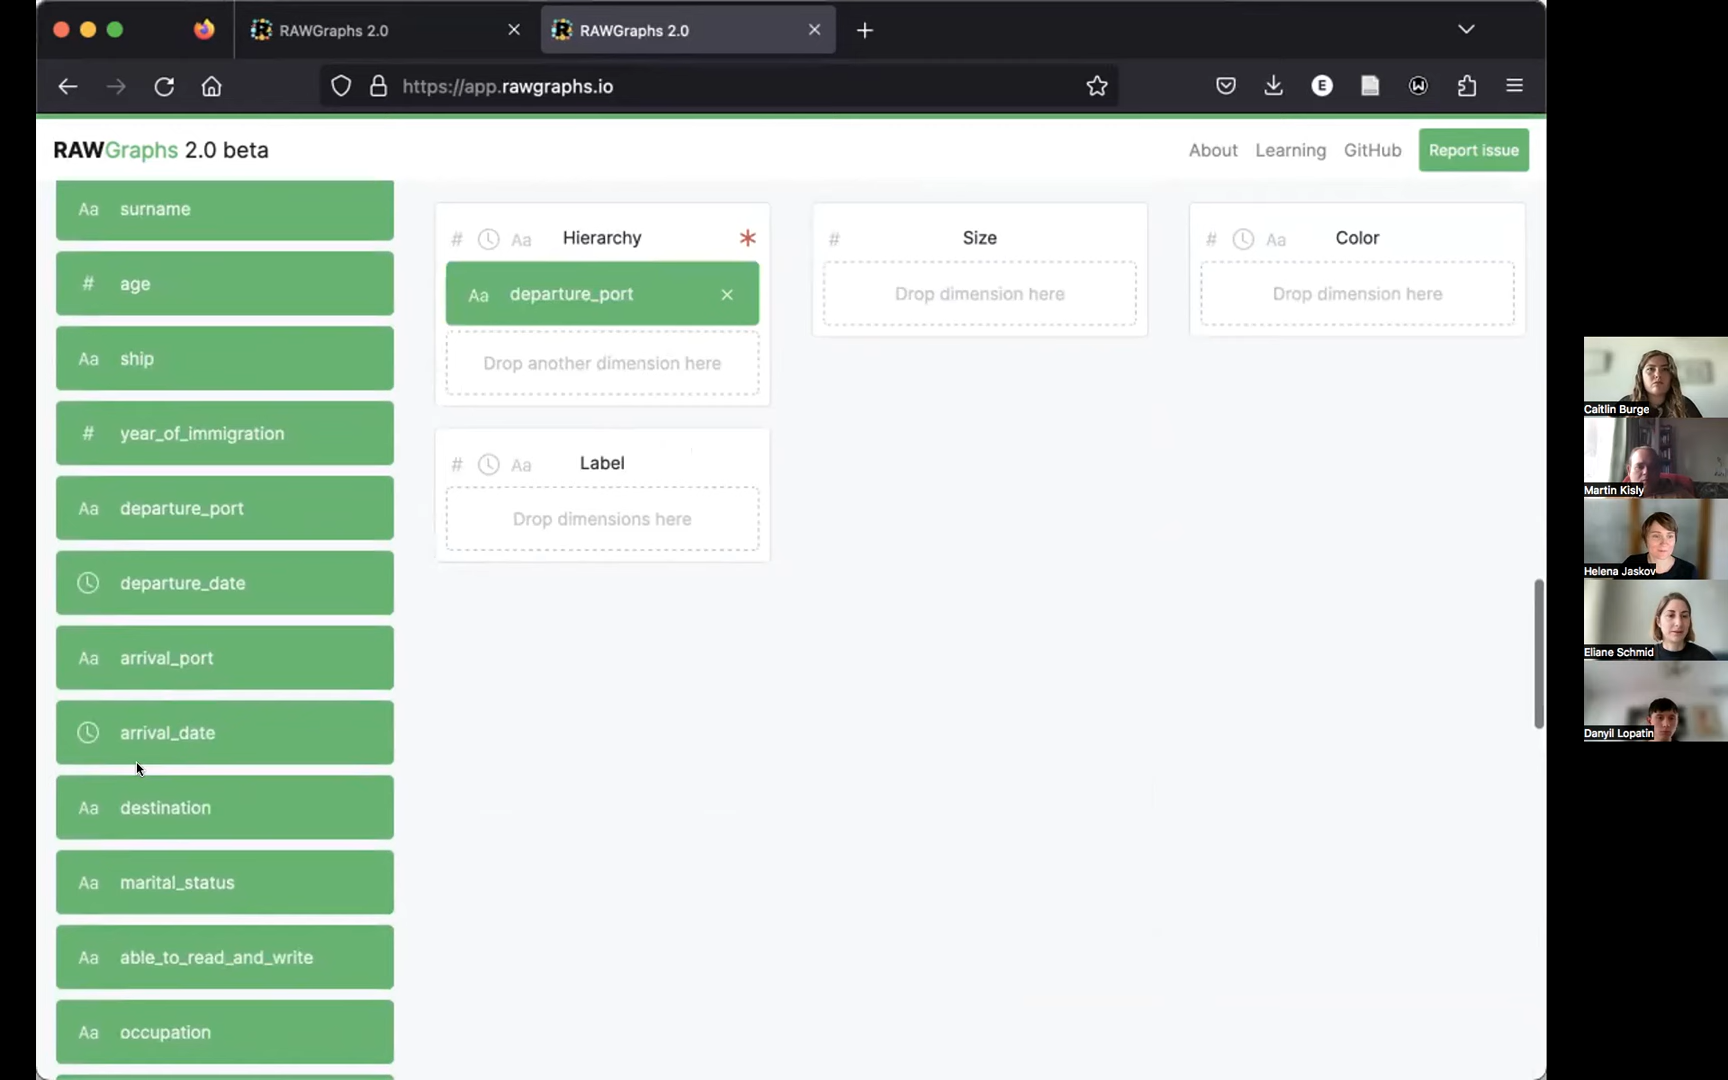 RAWGraphs 2.0
RAWGraphs 2.0
https://app.rawgraphs.io
E
RAWGraphs 2.0 beta
About
Learning
GitHub
Report issue
Aa surname
# age
Aa ship
# year_of_immigration
Aa departure_port
departure_date
Aa arrival_port
arrival_date
Aa destination
Aa marital_status
Aa able_to_read_and_write
Aa occupation
# Aa Hierarchy *
Aa departure_port
Drop another dimension here
# Size
Drop dimension here
# Aa Color
Drop dimension here
# Aa Label
Drop dimensions here
Caitlin Burge
Martin Kisly
Helena Jaskov
Eliane Schmid
Danyil Lopatin